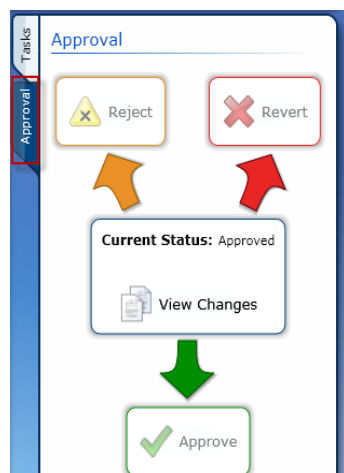 Tasks
Approval
Approval
Reject
Revert
Current Status: Approved
View Changes
Approve